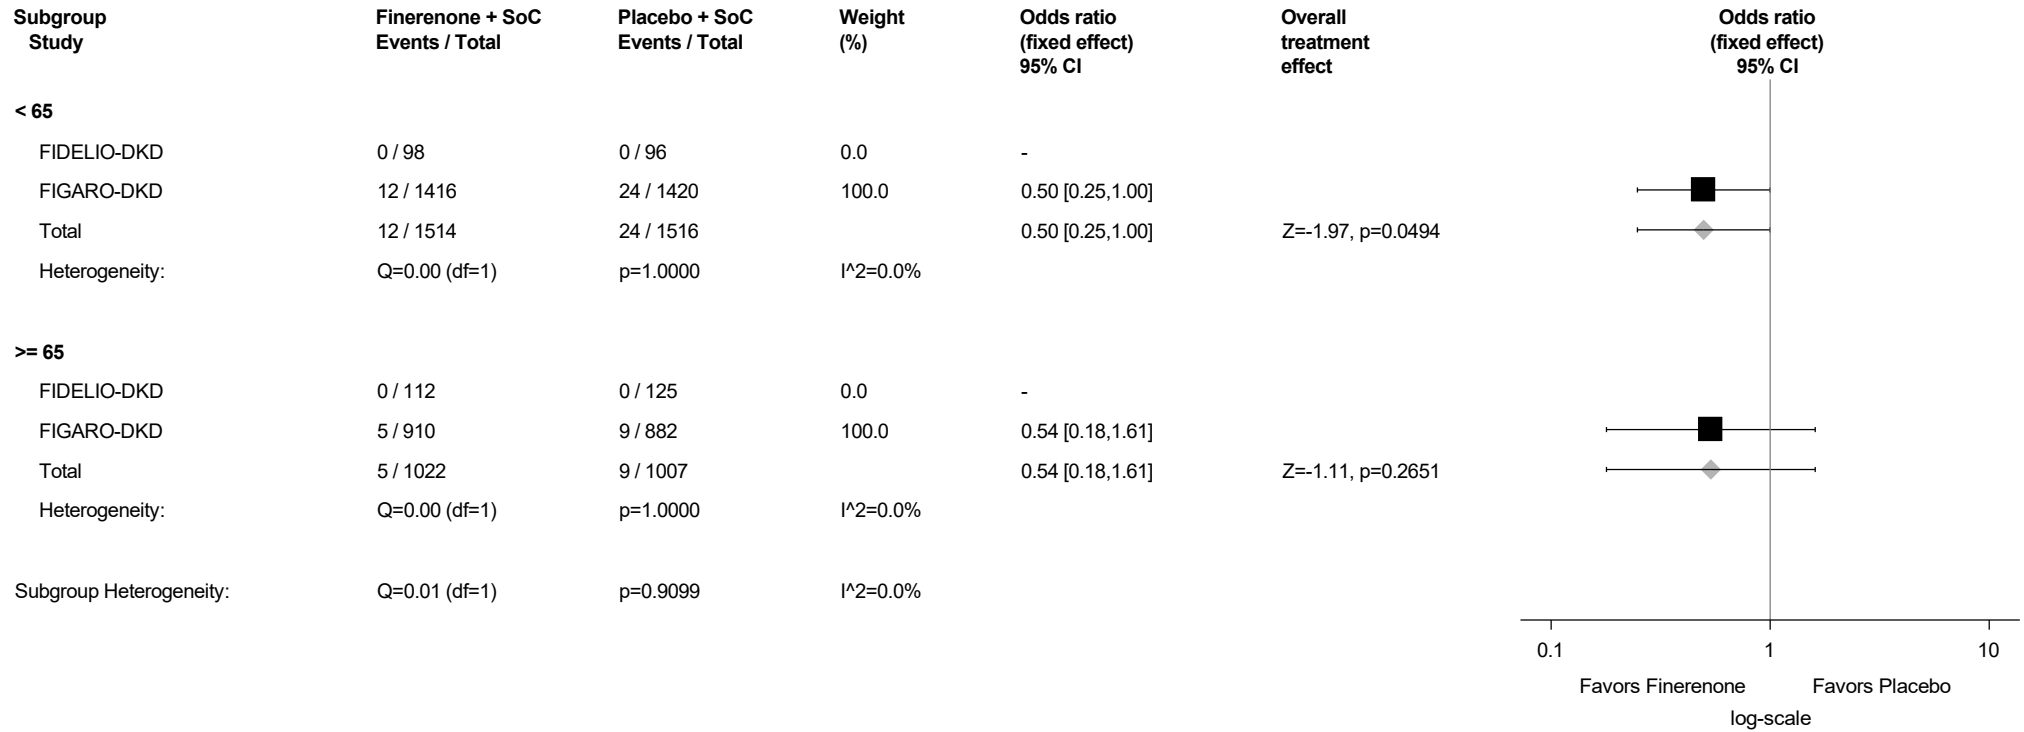 Subgroup Finerenone + SoC Placebo + SoC Weight Odds ratio Overall Odds ratio
Study Events / Total Events / Total (%) (fixed effect) treatment (fixed effect)
95% CI effect 95% CI
< 65
FIDELIO-DKD 0 / 98 0 / 96 0.0 -
FIGARO-DKD 12 / 1416 24 / 1420 100.0 0.50 [0.25,1.00]
Total 12 / 1514 24 / 1516 0.50 [0.25,1.00] Z=-1.97, p=0.0494
Heterogeneity: Q=0.00 (df=1) p=1.0000 I^2=0.0%
>= 65
FIDELIO-DKD 0 / 112 0 / 125 0.0 -
FIGARO-DKD 5 / 910 9 / 882 100.0 0.54 [0.18,1.61]
Total 5 / 1022 9 / 1007 0.54 [0.18,1.61] Z=-1.11, p=0.2651
Heterogeneity: Q=0.00 (df=1) p=1.0000 I^2=0.0%
Subgroup Heterogeneity: Q=0.01 (df=1) p=0.9099 I^2=0.0%
0.1 1 10
Favors Finerenone Favors Placebo
log-scale